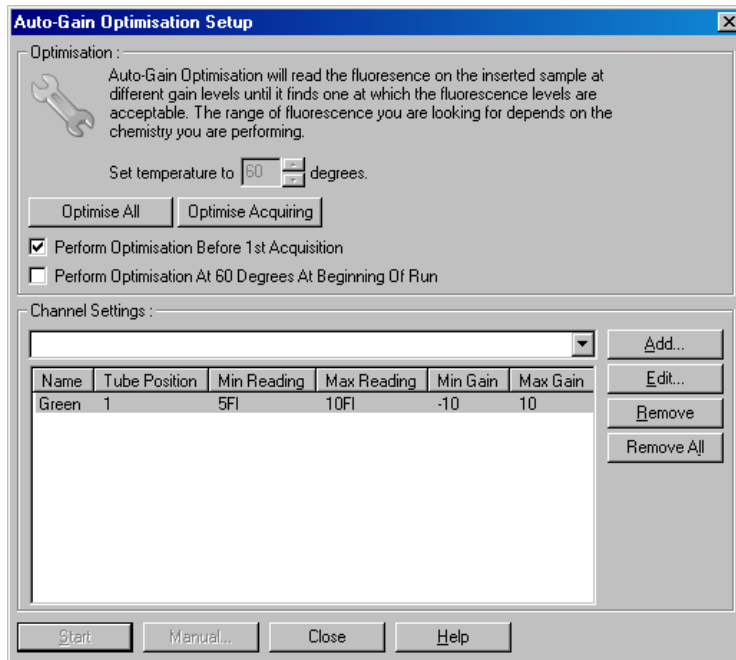 Auto-Gain Optimisation Setup
Optimisation :
Auto-Gain Optimisation will read the fluoresence on the inserted sample at
different gain levels until it finds one at which the fluorescence levels are
acceptable. The range of fluorescence you are looking for depends on the
chemistry you are performing.
Set temperature to 60 degrees.
Optimise All Optimise Acquiring
Perform Optimisation Before 1st Acquisition
Perform Optimisation At 60 Degrees At Beginning Of Run
Channel Settings :
Add...
Name Tube Position Min Reading Max Reading Min Gain Max Gain Edit...
Green 1 5Fl 10Fl -10 10
Remove
Remove All
Start Manual... Close Help